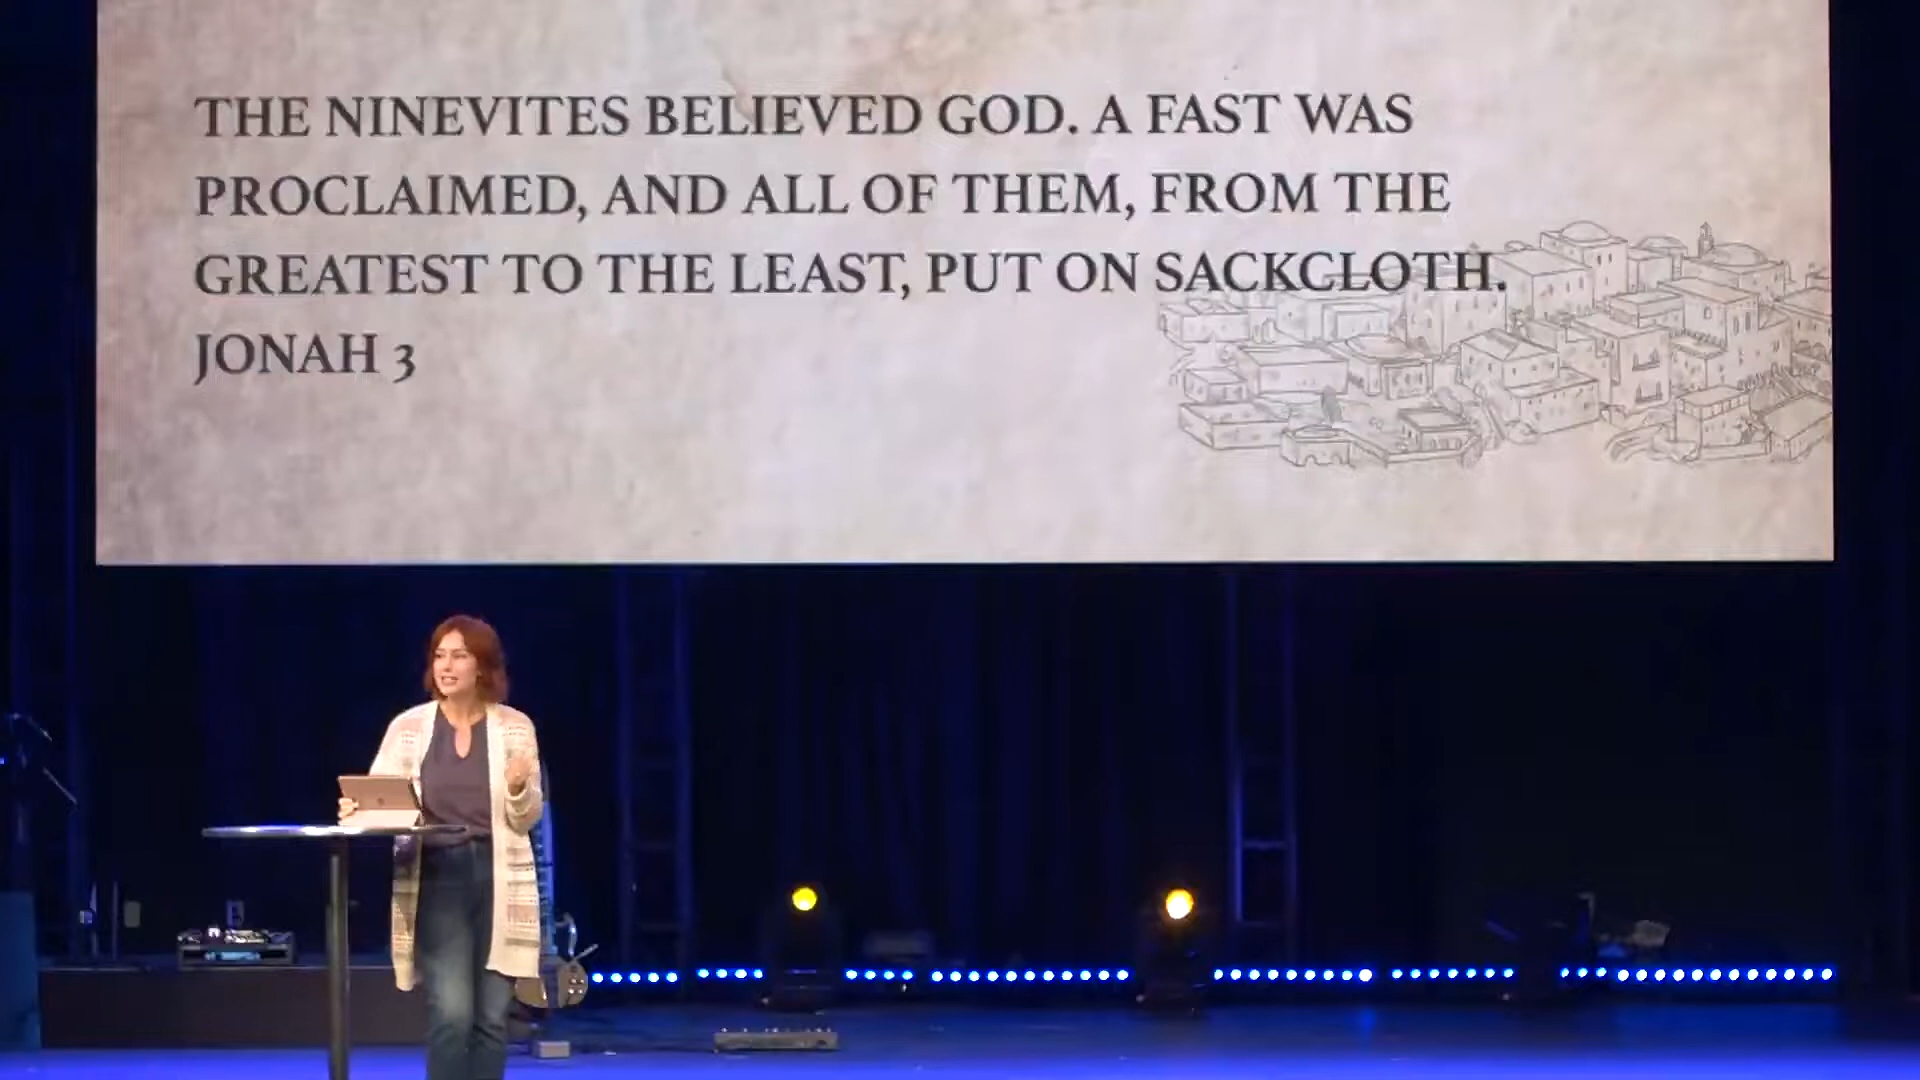 THE NINEVITES BELIEVED GOD. A FAST WAS
PROCLAIMED, AND ALL OF THEM, FROM THE
GREATEST TO THE LEAST, PUT ON SACKCLOTH.
JONAH 3